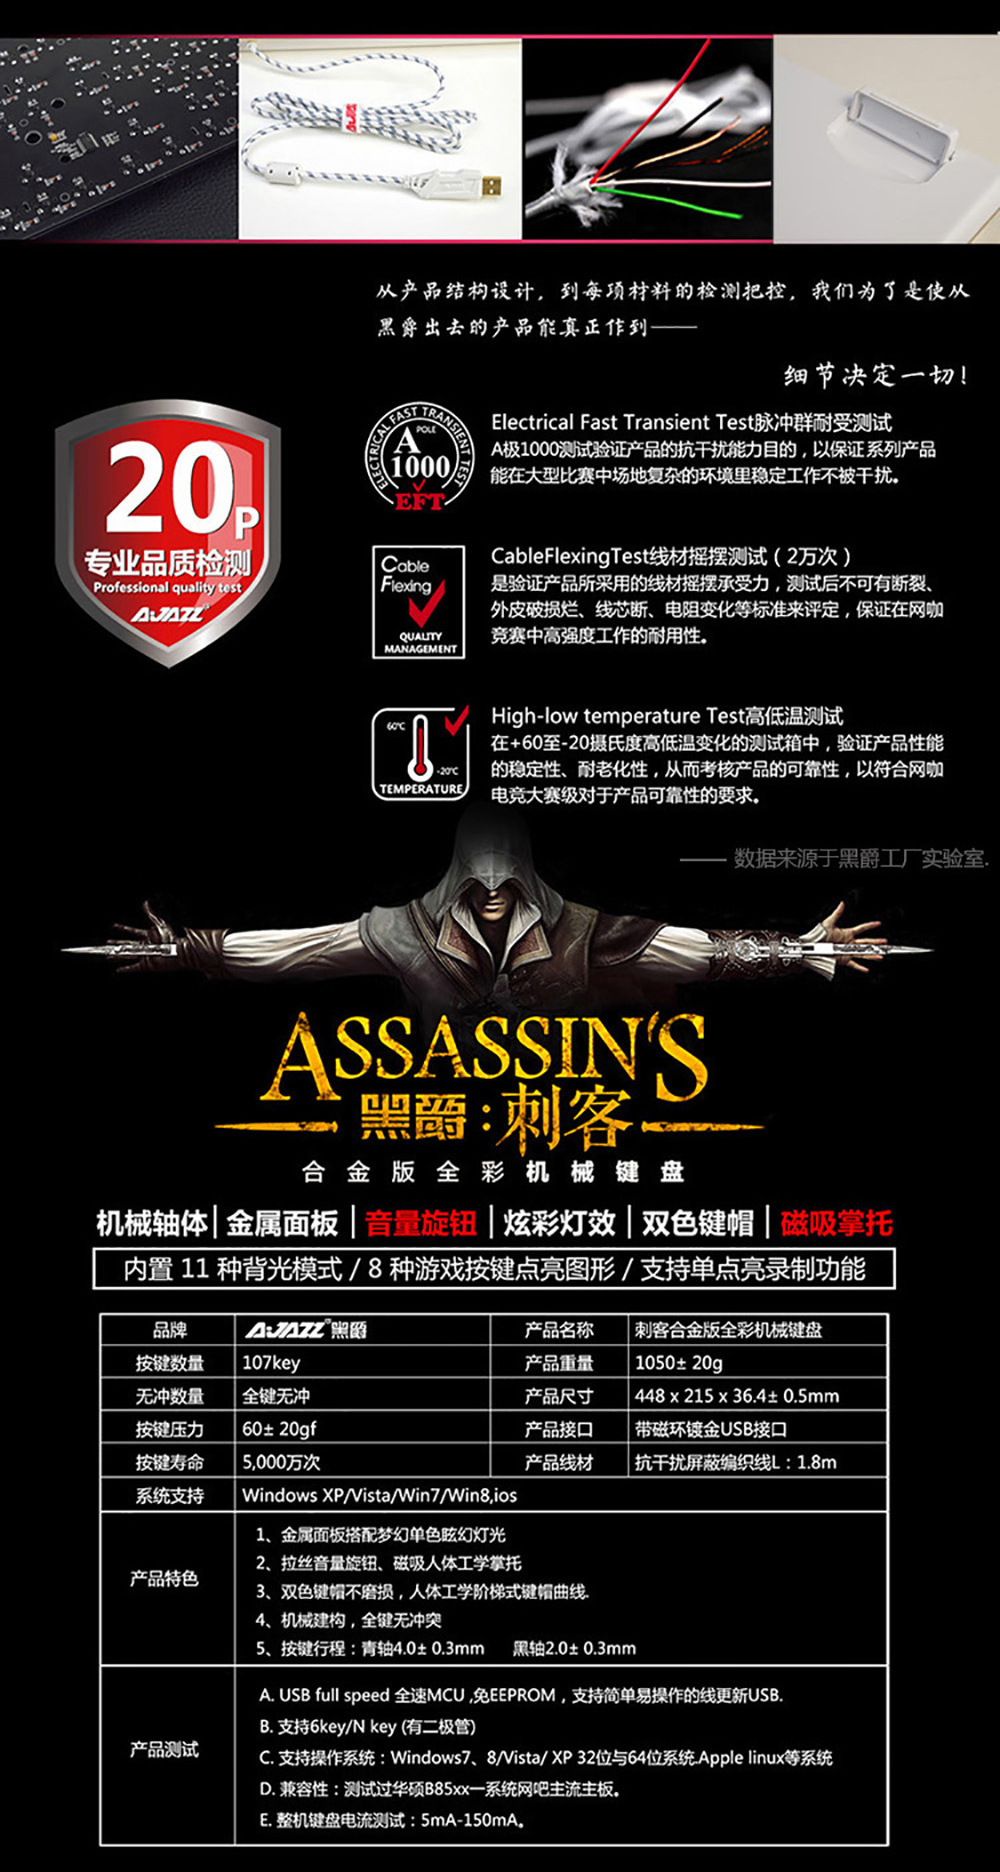 AJAZZ
从产品结构设计，到每项材料的检测把控，我们为了是使从
黑爵出去的产品能真正作到——
细节决定一切！
20P
专业品质检测
Professional quality test
AJAZZ
ELECTRICAL FAST TRANSIENT TEST
A POLE
1000
EFT
Electrical Fast Transient Test脉冲群耐受测试
A极1000测试验证产品的抗干扰能力目的，以保证系列产品
能在大型比赛中场地复杂的环境里稳定工作不被干扰。
Cable
Flexing
QUALITY
MANAGEMENT
CableFlexingTest线材摇摆测试（2万次）
是验证产品所采用的线材摇摆承受力，测试后不可有断裂、
外皮破损烂、线芯断、电阻变化等标准来评定，保证在网咖
竞赛中高强度工作的耐用性。
60℃
-20℃
TEMPERATURE
High-low temperature Test高低温测试
在+60至-20摄氏度高低温变化的测试箱中，验证产品性能
的稳定性、耐老化性，从而考核产品的可靠性，以符合网咖
电竞大赛级对于产品可靠性的要求。
—— 数据来源于黑爵工厂实验室.
ASSASSIN'S
黑爵:刺客
合金版全彩机械键盘
机械轴体|金属面板|音量旋钮|炫彩灯效|双色键帽|磁吸掌托
内置 11 种背光模式 / 8 种游戏按键点亮图形 / 支持单点亮录制功能
品牌 AJAZZ®黑爵 产品名称 刺客合金版全彩机械键盘
按键数量 107key 产品重量 1050± 20g
无冲数量 全键无冲 产品尺寸 448 x 215 x 36.4± 0.5mm
按键压力 60± 20gf 产品接口 带磁环镀金USB接口
按键寿命 5,000万次 产品线材 抗干扰屏蔽编织线L：1.8m
系统支持 Windows XP/Vista/Win7/Win8,ios
产品特色
1、金属面板搭配梦幻单色眩幻灯光
2、拉丝音量旋钮、磁吸人体工学掌托
3、双色键帽不磨损，人体工学阶梯式键帽曲线.
4、机械建构，全键无冲突
5、按键行程：青轴4.0± 0.3mm 黑轴2.0± 0.3mm
产品测试
A. USB full speed 全速MCU ,免EEPROM，支持简单易操作的线更新USB.
B. 支持6key/N key (有二极管)
C. 支持操作系统：Windows7、8/Vista/ XP 32位与64位系统.Apple linux等系统
D. 兼容性：测试过华硕B85xx一系统网吧主流主板。
E. 整机键盘电流测试：5mA-150mA。